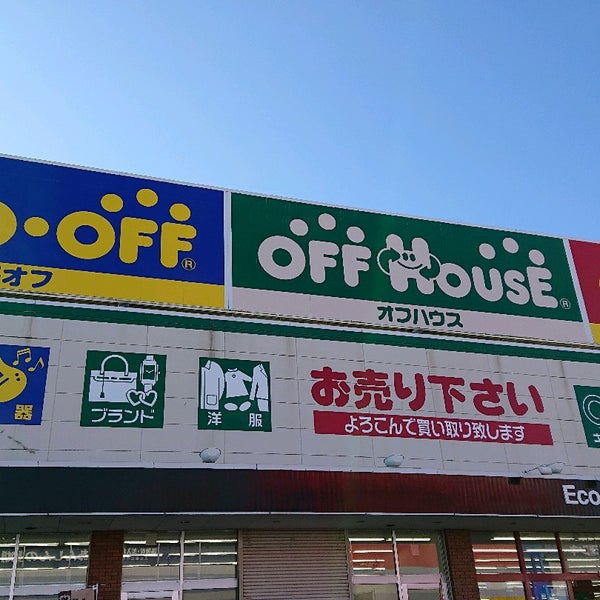 O-OFF®
オフ
OFF HOUSE®
オフハウス
器
ブランド
洋服
お売り下さい
よろこんで買い取り致します
Eco